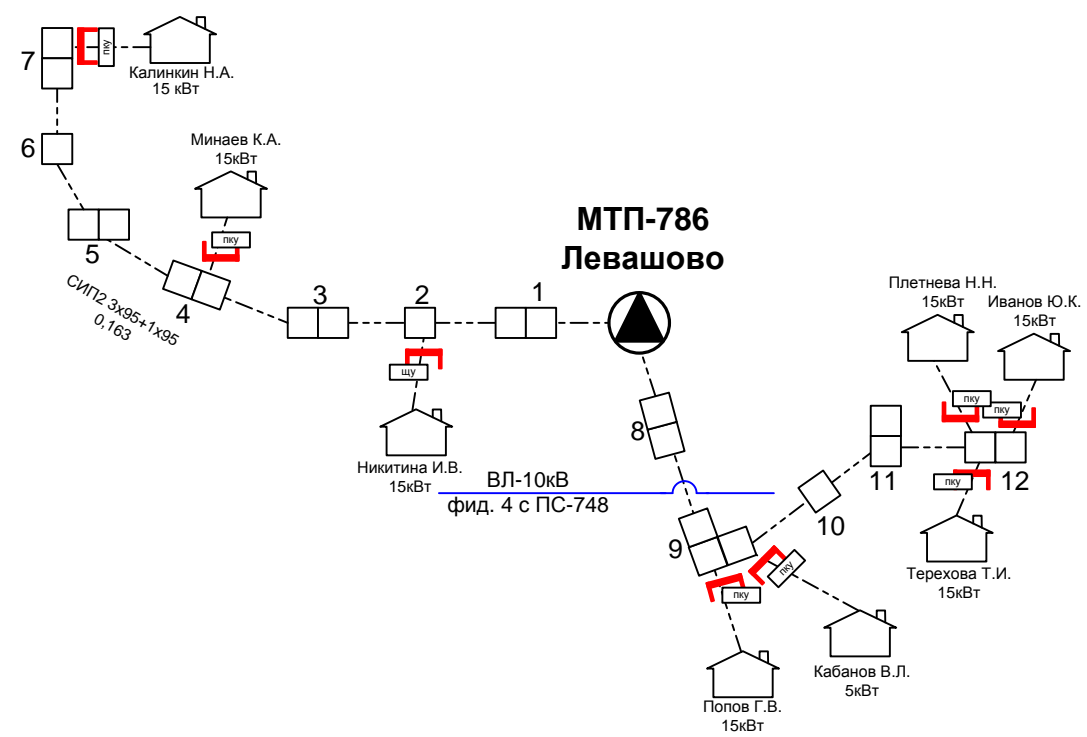 7
пку
Калинкин Н.А.
15 кВт
6
Минаев К.А.
15кВт
пку
5
4
СИП2 3х95+1х95
0,163
3
2
1
щу
Никитина И.В.
15кВт
МТП-786
Левашово
8
ВЛ-10кВ
фид. 4 с ПС-748
9
пку
Попов Г.В.
15кВт
пку
Кабанов В.Л.
5кВт
10
11
12
Плетнева Н.Н.
15кВт
Иванов Ю.К.
15кВт
пку
пку
пку
Терехова Т.И.
15кВт